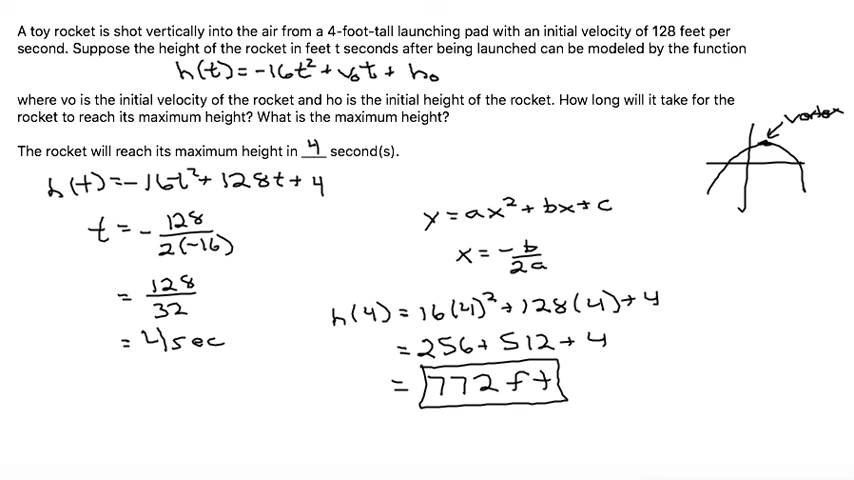 A toy rocket is shot vertically into the air from a 4-foot-tall launching pad with an initial velocity of 128 feet per
second. Suppose the height of the rocket in feet t seconds after being launched can be modeled by the function
h(t) = -16t² + v₀t + h₀
where vo is the initial velocity of the rocket and ho is the initial height of the rocket. How long will it take for the
rocket to reach its maximum height? What is the maximum height?
vortex
The rocket will reach its maximum height in 4 second(s).
h(t) = -16t² + 128t + 4
t = - 128 / 2(-16)
= 128 / 32
= 4 sec
y = ax² + bx + c
x = -b / 2a
h(4) = 16(4)² + 128(4) + 4
= 256 + 512 + 4
= 772 ft